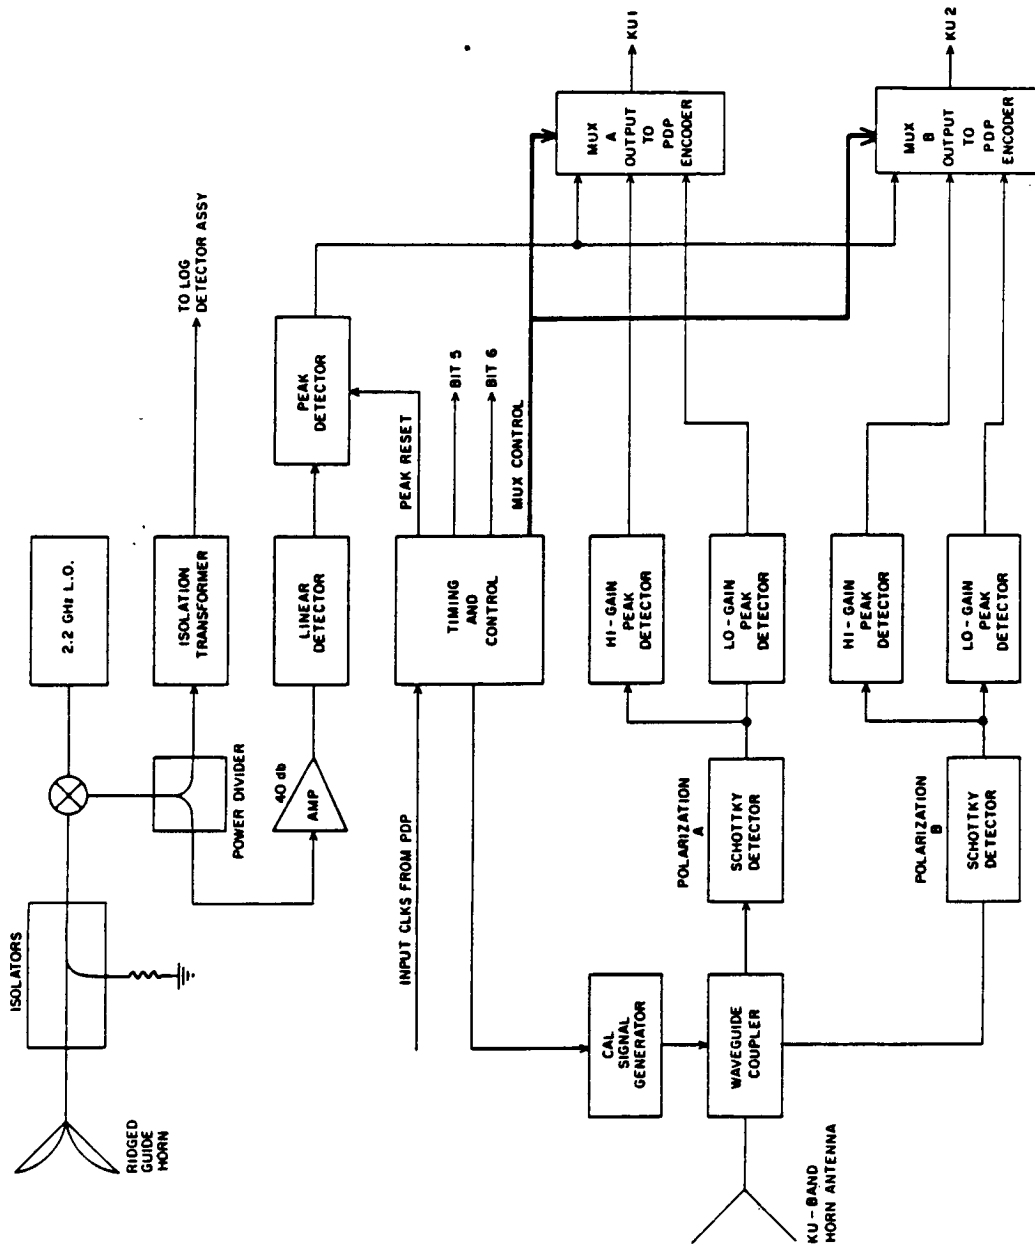 RIDGED
GUIDE
HORN
ISOLATORS
2.2 GHz L.O.
POWER DIVIDER
ISOLATION
TRANSFORMER
TO LOG
DETECTOR ASSY
40 db
AMP
LINEAR
DETECTOR
PEAK
DETECTOR
INPUT CLKS FROM PDP
TIMING
AND
CONTROL
PEAK RESET
BIT 5
BIT 6
MUX CONTROL
CAL
SIGNAL
GENERATOR
KU-BAND
HORN ANTENNA
WAVEGUIDE
COUPLER
POLARIZATION
A
SCHOTTKY
DETECTOR
HI-GAIN
PEAK
DETECTOR
LO-GAIN
PEAK
DETECTOR
MUX
A
OUTPUT
TO
PDP
ENCODER
KU1
POLARIZATION
B
SCHOTTKY
DETECTOR
HI-GAIN
PEAK
DETECTOR
LO-GAIN
PEAK
DETECTOR
MUX
B
OUTPUT
TO
PDP
ENCODER
KU2